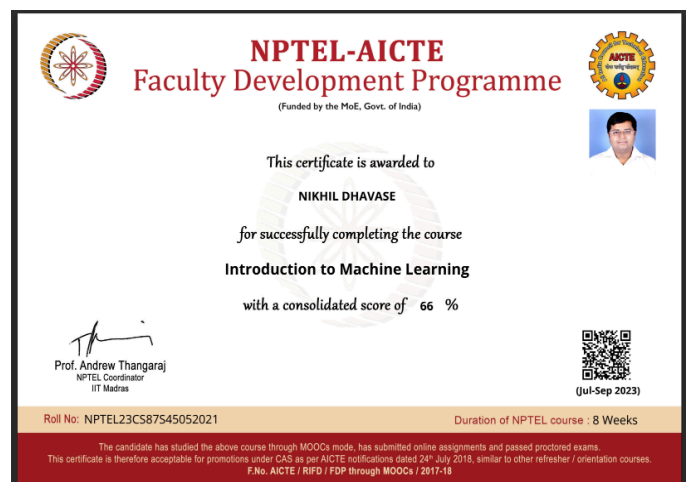 NPTEL-AICTE
Faculty Development Programme
(Funded by the MoE, Govt. of India)
AICTE
This certificate is awarded to
NIKHIL DHAVASE
for successfully completing the course
Introduction to Machine Learning
with a consolidated score of 66 %
Prof. Andrew Thangaraj
NPTEL Coordinator
IIT Madras
(Jul-Sep 2023)
Roll No: NPTEL23CS87S45052021
Duration of NPTEL course : 8 Weeks
The candidate has studied the above course through MOOCs mode, has submitted online assignments and passed proctored exams.
This certificate is therefore acceptable for promotions under CAS as per AICTE notifications dated 24th July 2018, similar to other refresher / orientation courses.
F.No. AICTE / RIFD / FDP through MOOCs / 2017-18